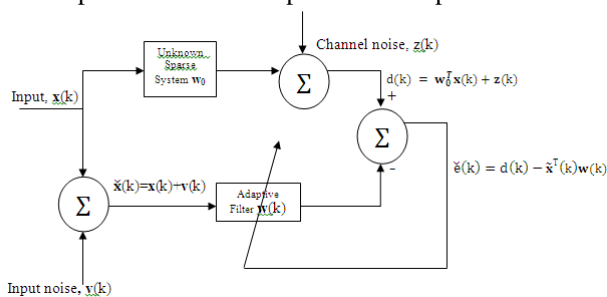 Channel noise, z(k)
Unknown
Sparse
System w₀
Σ
d(k) = w₀ᵀx(k) + z(k)
+
Input, x(k)
Σ
-
ě(k) = d(k) − x̃ᵀ(k)w(k)
x̌(k)=x(k)+v(k)
Σ
Adaptive
Filter w(k)
Input noise, v(k)